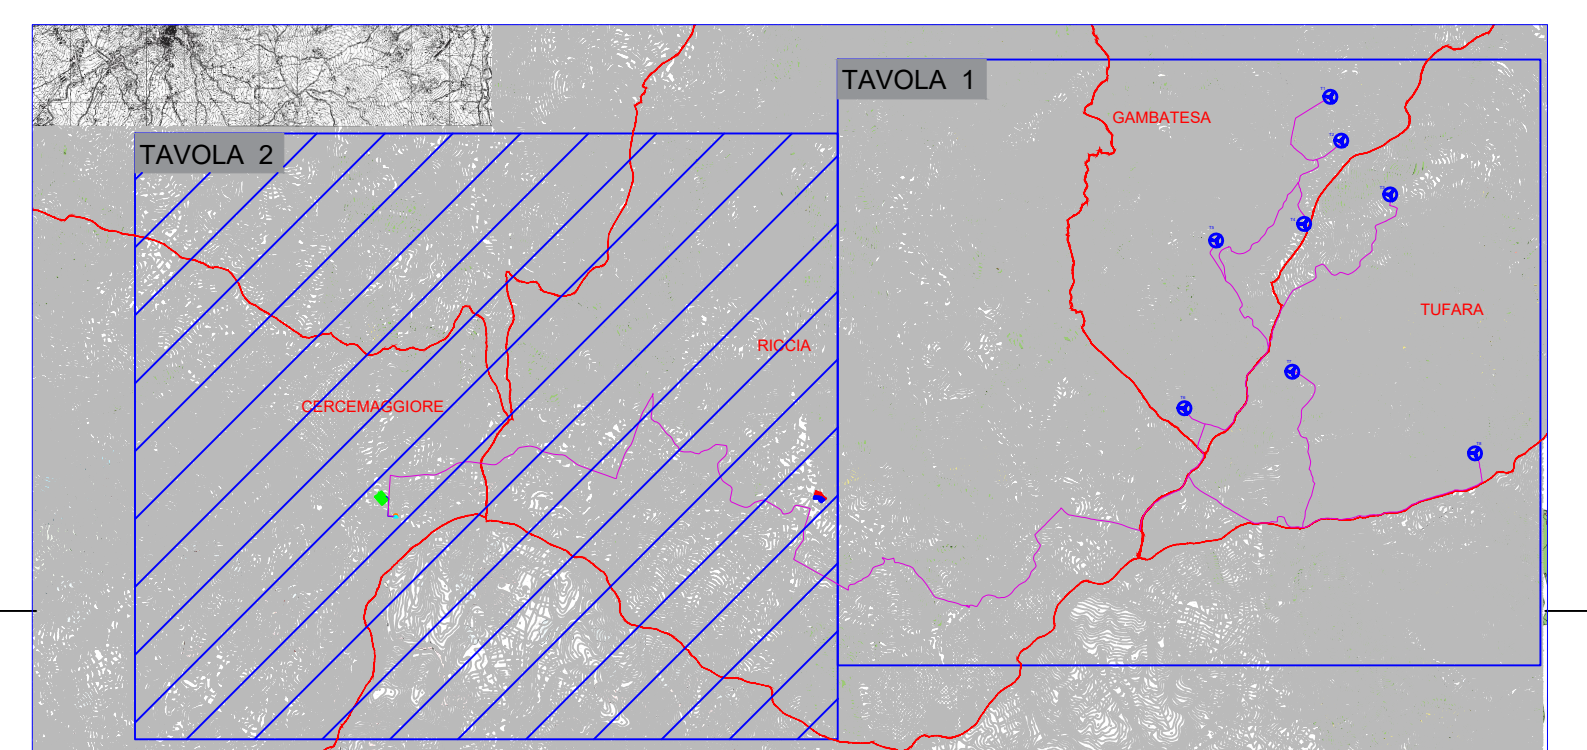 TAVOLA 1
GAMBATESA
TAVOLA 2
TUFARA
RICCIA
CERCEMAGGIORE